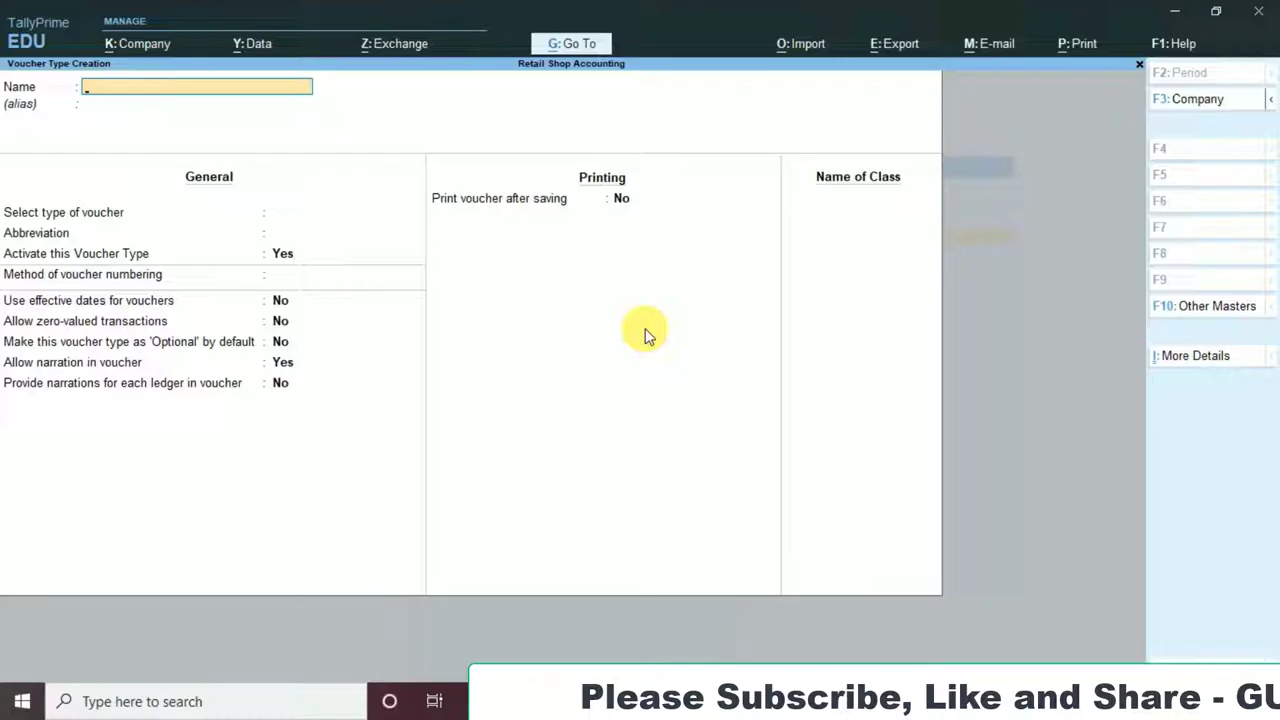 TallyPrime
EDU
MANAGE
K: Company
Y: Data
Z: Exchange
G: Go To
O: Import
E: Export
M: E-mail
P: Print
F1: Help
Voucher Type Creation
Retail Shop Accounting
Name :
(alias) :
General
Select type of voucher :
Abbreviation :
Activate this Voucher Type : Yes
Method of voucher numbering :
Use effective dates for vouchers : No
Allow zero-valued transactions : No
Make this voucher type as 'Optional' by default : No
Allow narration in voucher : Yes
Provide narrations for each ledger in voucher : No
Printing
Print voucher after saving : No
Name of Class
F2: Period
F3: Company
F4
F5
F6
F7
F8
F9
F10: Other Masters
I: More Details
Type here to search
Please Subscribe, Like and Share - GU